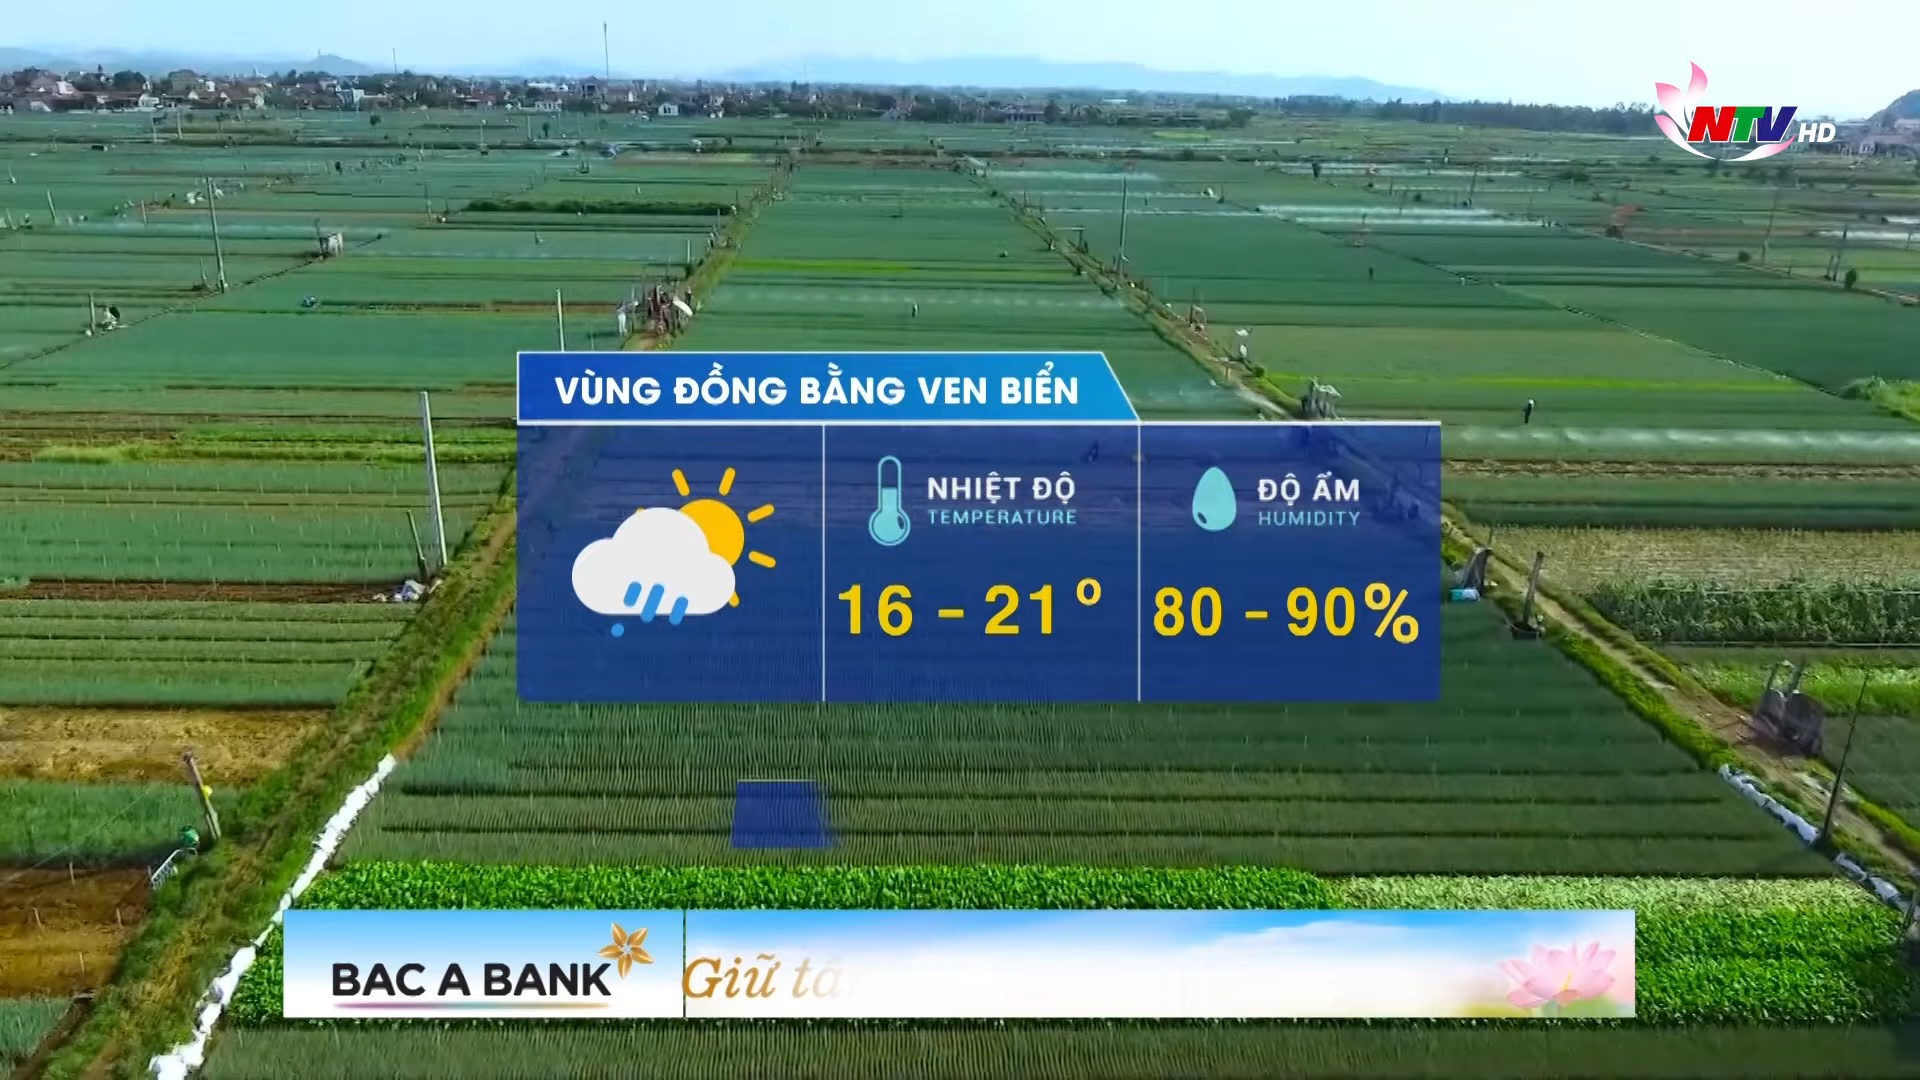 NTV HD
VÙNG ĐỒNG BẰNG VEN BIỂN
NHIỆT ĐỘ
TEMPERATURE
16 - 21°
ĐỘ ẨM
HUMIDITY
80 - 90%
BAC A BANK
Giữ